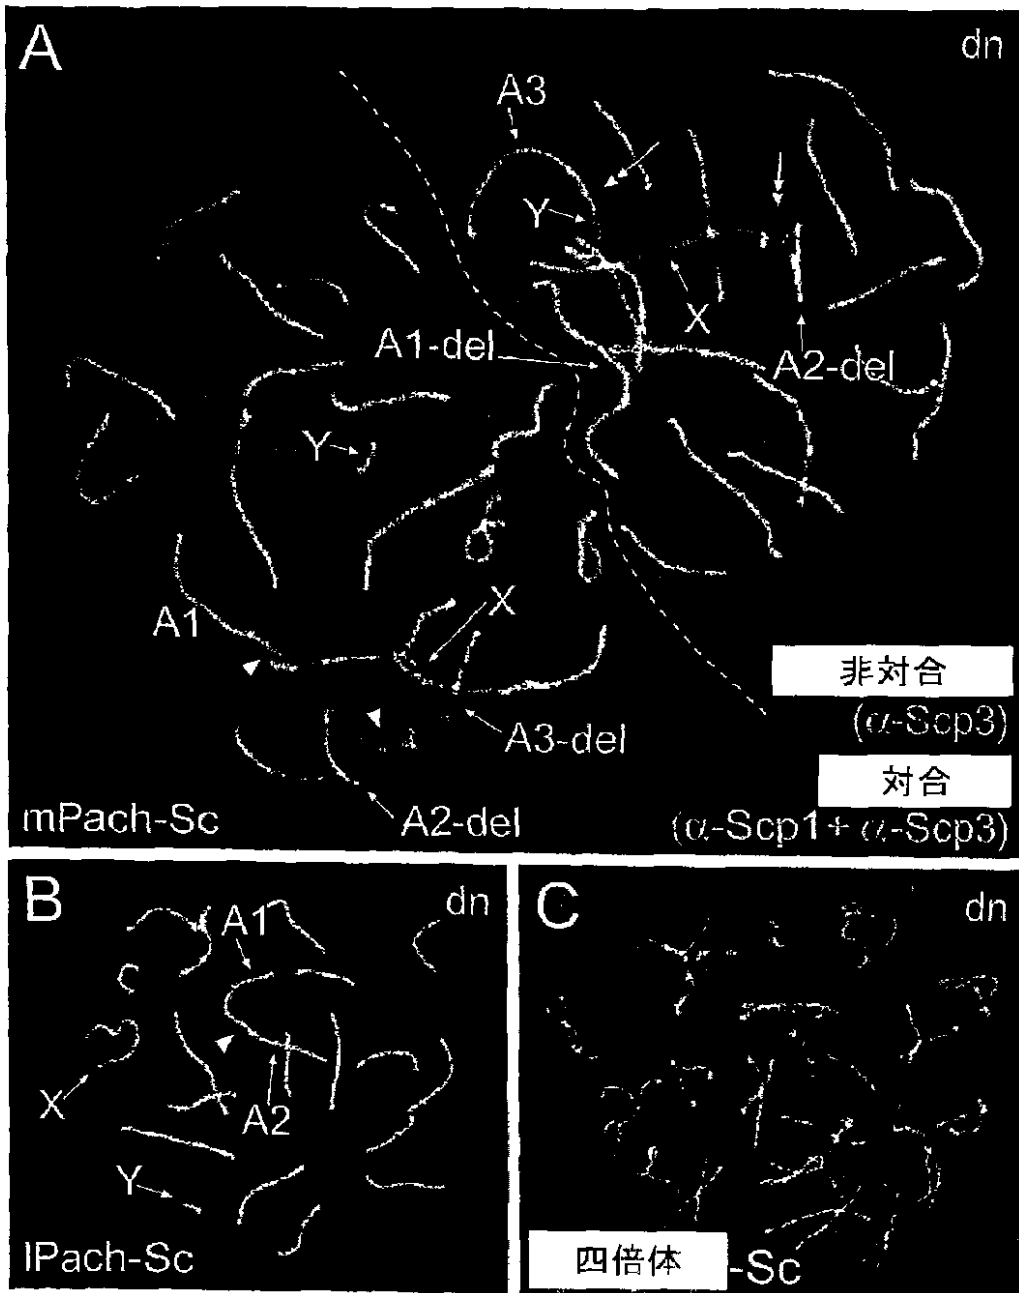 A
dn
A3
Y
X
A1-del
A2-del
Y
A1
X
非対合
(α-Scp3)
A3-del
対合
mPach-Sc
A2-del
(α-Scp1+ α-Scp3)
B
A1
dn
C
dn
X
A2
Y
lPach-Sc
四倍体-Sc